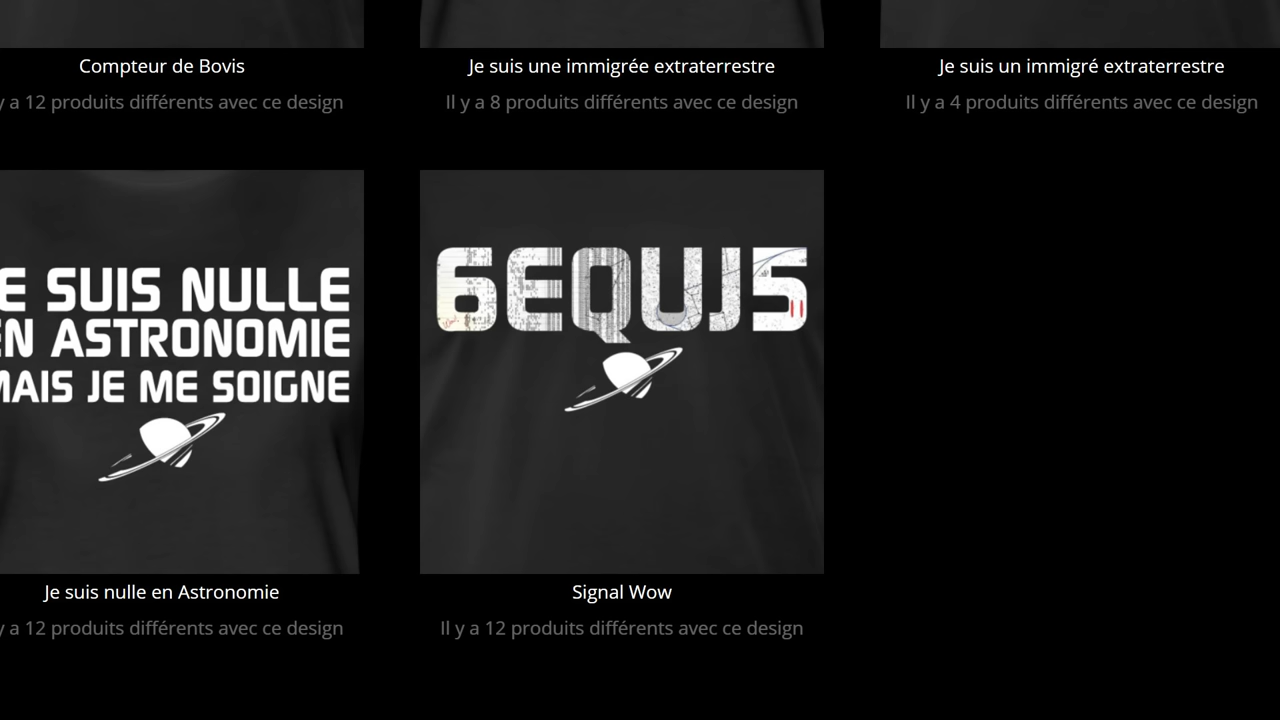 Compteur de Bovis
Je suis une immigrée extraterrestre
Je suis un immigré extraterrestre
y a 12 produits différents avec ce design
Il y a 8 produits différents avec ce design
Il y a 4 produits différents avec ce design
E SUIS NULLE
EN ASTRONOMIE
MAIS JE ME SOIGNE
6EQUJ5
Je suis nulle en Astronomie
Signal Wow
y a 12 produits différents avec ce design
Il y a 12 produits différents avec ce design